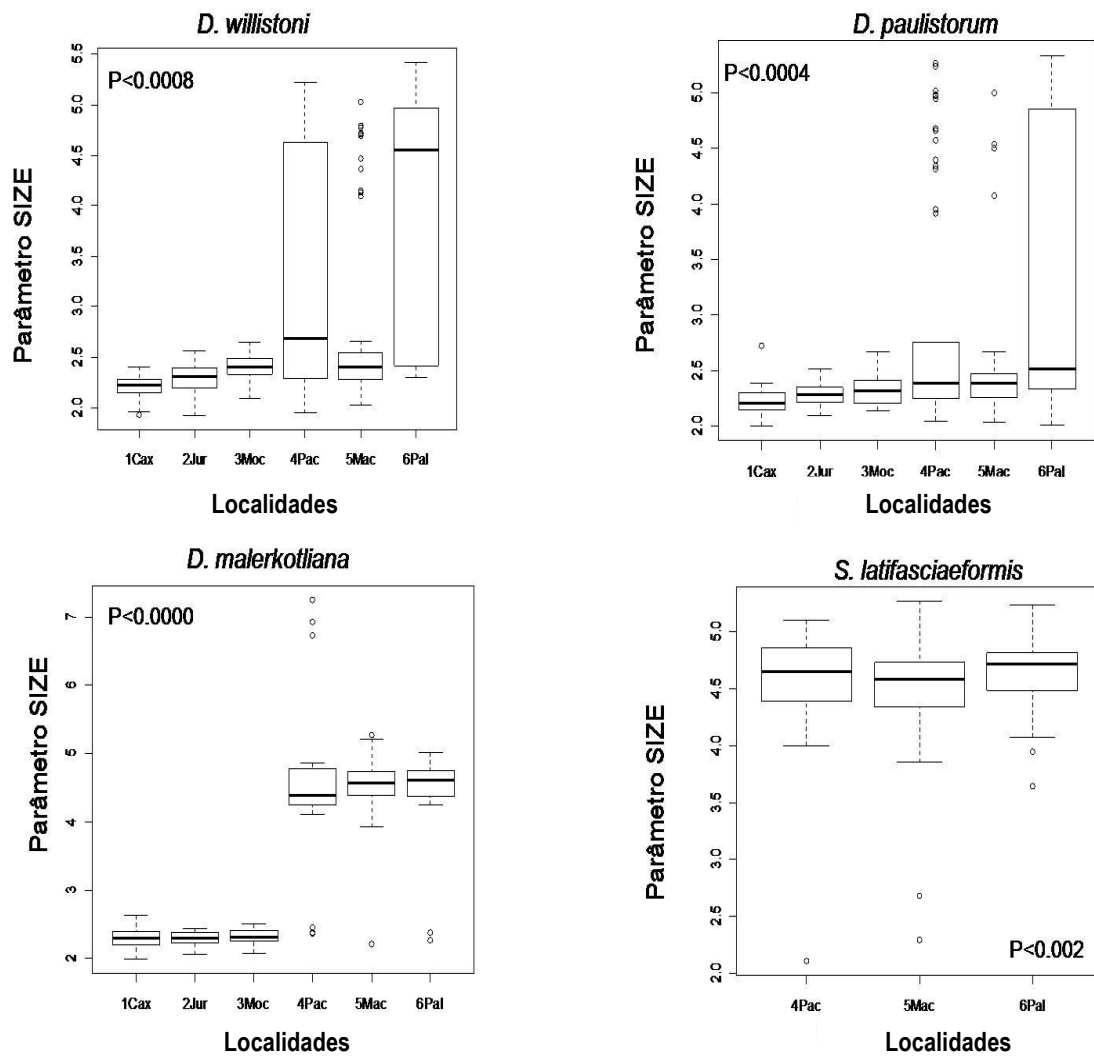 D. willistoni
P<0.0008
Parâmetro SIZE
5.5
5.0
4.5
4.0
3.5
3.0
2.5
2.0
1Cax 2Jur 3Moc 4Pac 5Mac 6Pal
Localidades
D. paulistorum
P<0.0004
Parâmetro SIZE
5.0
4.5
4.0
3.5
3.0
2.5
2.0
1Cax 2Jur 3Moc 4Pac 5Mac 6Pal
Localidades
D. malerkotliana
P<0.0000
Parâmetro SIZE
7
6
5
4
3
2
1Cax 2Jur 3Moc 4Pac 5Mac 6Pal
Localidades
S. latifasciaeformis
Parâmetro SIZE
5.0
4.5
4.0
3.5
3.0
2.5
2.0
P<0.002
4Pac 5Mac 6Pal
Localidades